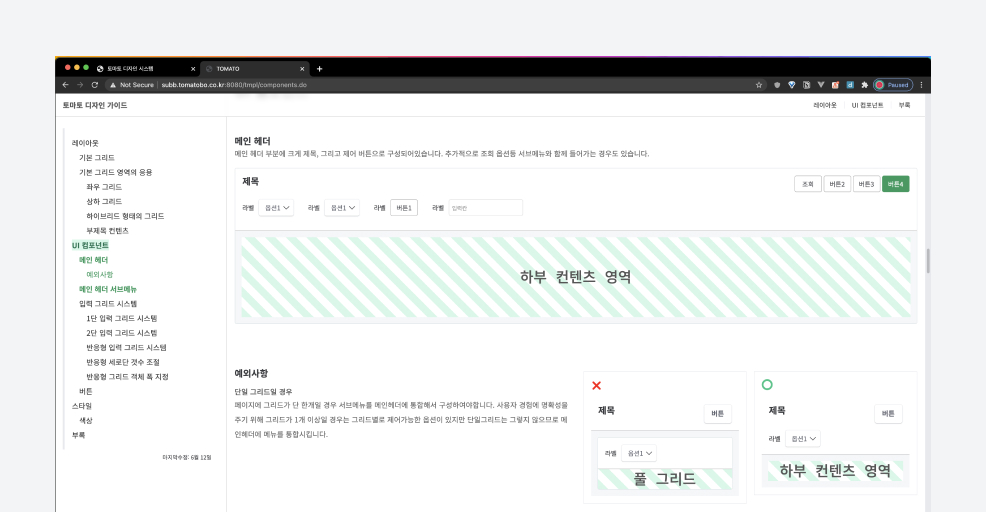 토마토 디자인 시스템
TOMATO
Not Secure
subb.tomatobo.co.kr:8080/tmpl/components.do
Paused
토마토 디자인 가이드
레이아웃
UI 컴포넌트
부록
레이아웃
기본 그리드
기본 그리드 영역의 응용
좌우 그리드
상하 그리드
하이브리드 형태의 그리드
부제목 컨텐츠
UI 컴포넌트
메인 헤더
예외사항
메인 헤더 서브메뉴
입력 그리드 시스템
1단 입력 그리드 시스템
2단 입력 그리드 시스템
반응형 입력 그리드 시스템
반응형 세로단 갯수 조절
반응형 그리드 객체 폭 지정
버튼
스타일
색상
부록
마지막수정: 6월 12일
메인 헤더
메인 헤더 부분에 크게 제목, 그리고 제어 버튼으로 구성되어있습니다. 추가적으로 조회 옵션등 서브메뉴와 함께 들어가는 경우도 있습니다.
제목
조회
버튼2
버튼3
버튼4
라벨 옵션1
라벨 옵션1
라벨 버튼1
라벨 입력란
하부 컨텐츠 영역
예외사항
단일 그리드일 경우
페이지에 그리드가 단 한개일 경우 서브메뉴를 메인헤더에 통합해서 구성하여야합니다. 사용자 경험에 명확성을
주기 위해 그리드가 1개 이상일 경우는 그리드별로 제어가능한 옵션이 있지만 단일그리드는 그렇지 않으므로 메
인헤더에 메뉴를 통합시킵니다.
제목
버튼
라벨 옵션1
풀 그리드
제목
버튼
라벨 옵션1
하부 컨텐츠 영역